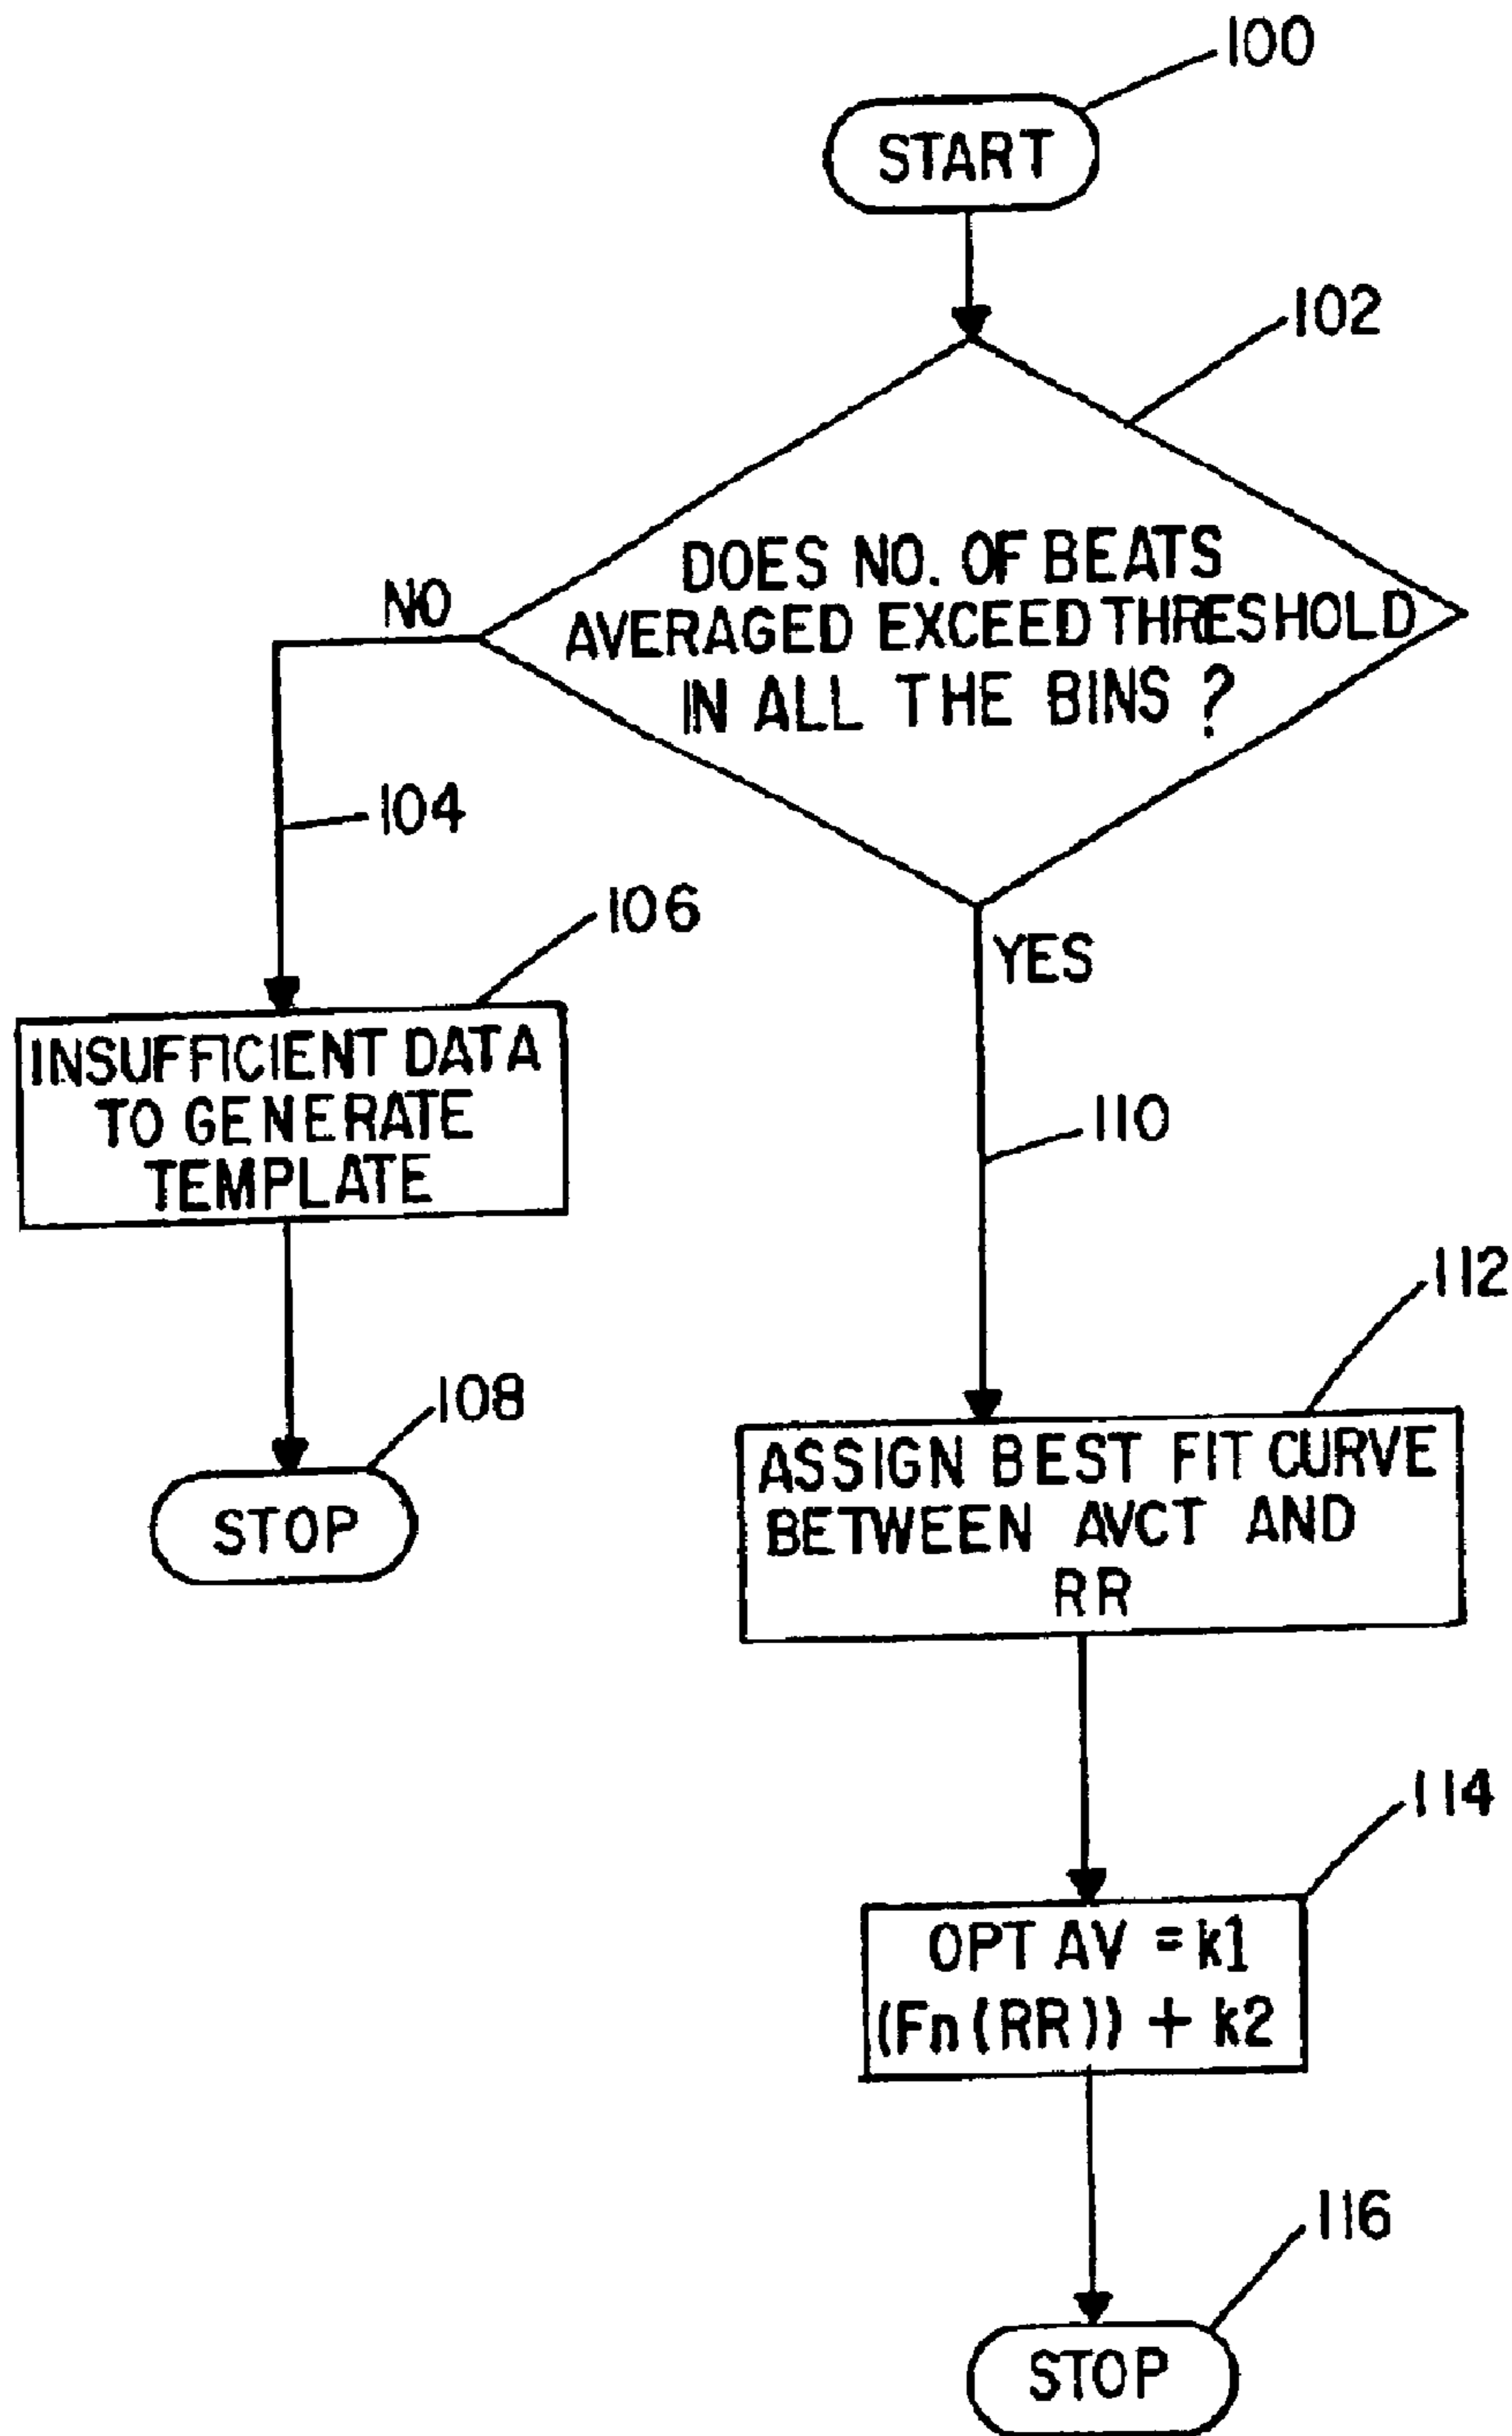 100
START
102
DOES NO. OF BEATS
AVERAGED EXCEED THRESHOLD
IN ALL THE BINS ?
NO
104
YES
106
INSUFFICIENT DATA
TO GENERATE
TEMPLATE
110
108
STOP
112
ASSIGN BEST FIT CURVE
BETWEEN AVCT AND
RR
114
OPT AV = k1
(Fn(RR)) + k2
116
STOP